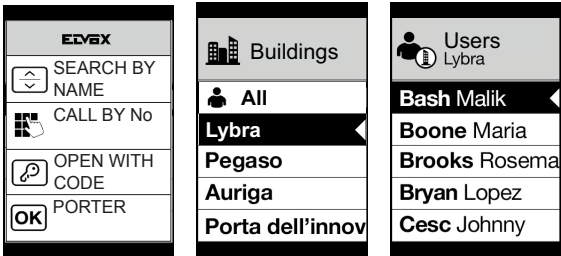 ELVOX
SEARCH BY
NAME
CALL BY No
OPEN WITH
CODE
OK PORTER
Buildings
All
Lybra
Pegaso
Auriga
Porta dell'innov
Users
Lybra
Bash Malik
Boone Maria
Brooks Rosema
Bryan Lopez
Cesc Johnny